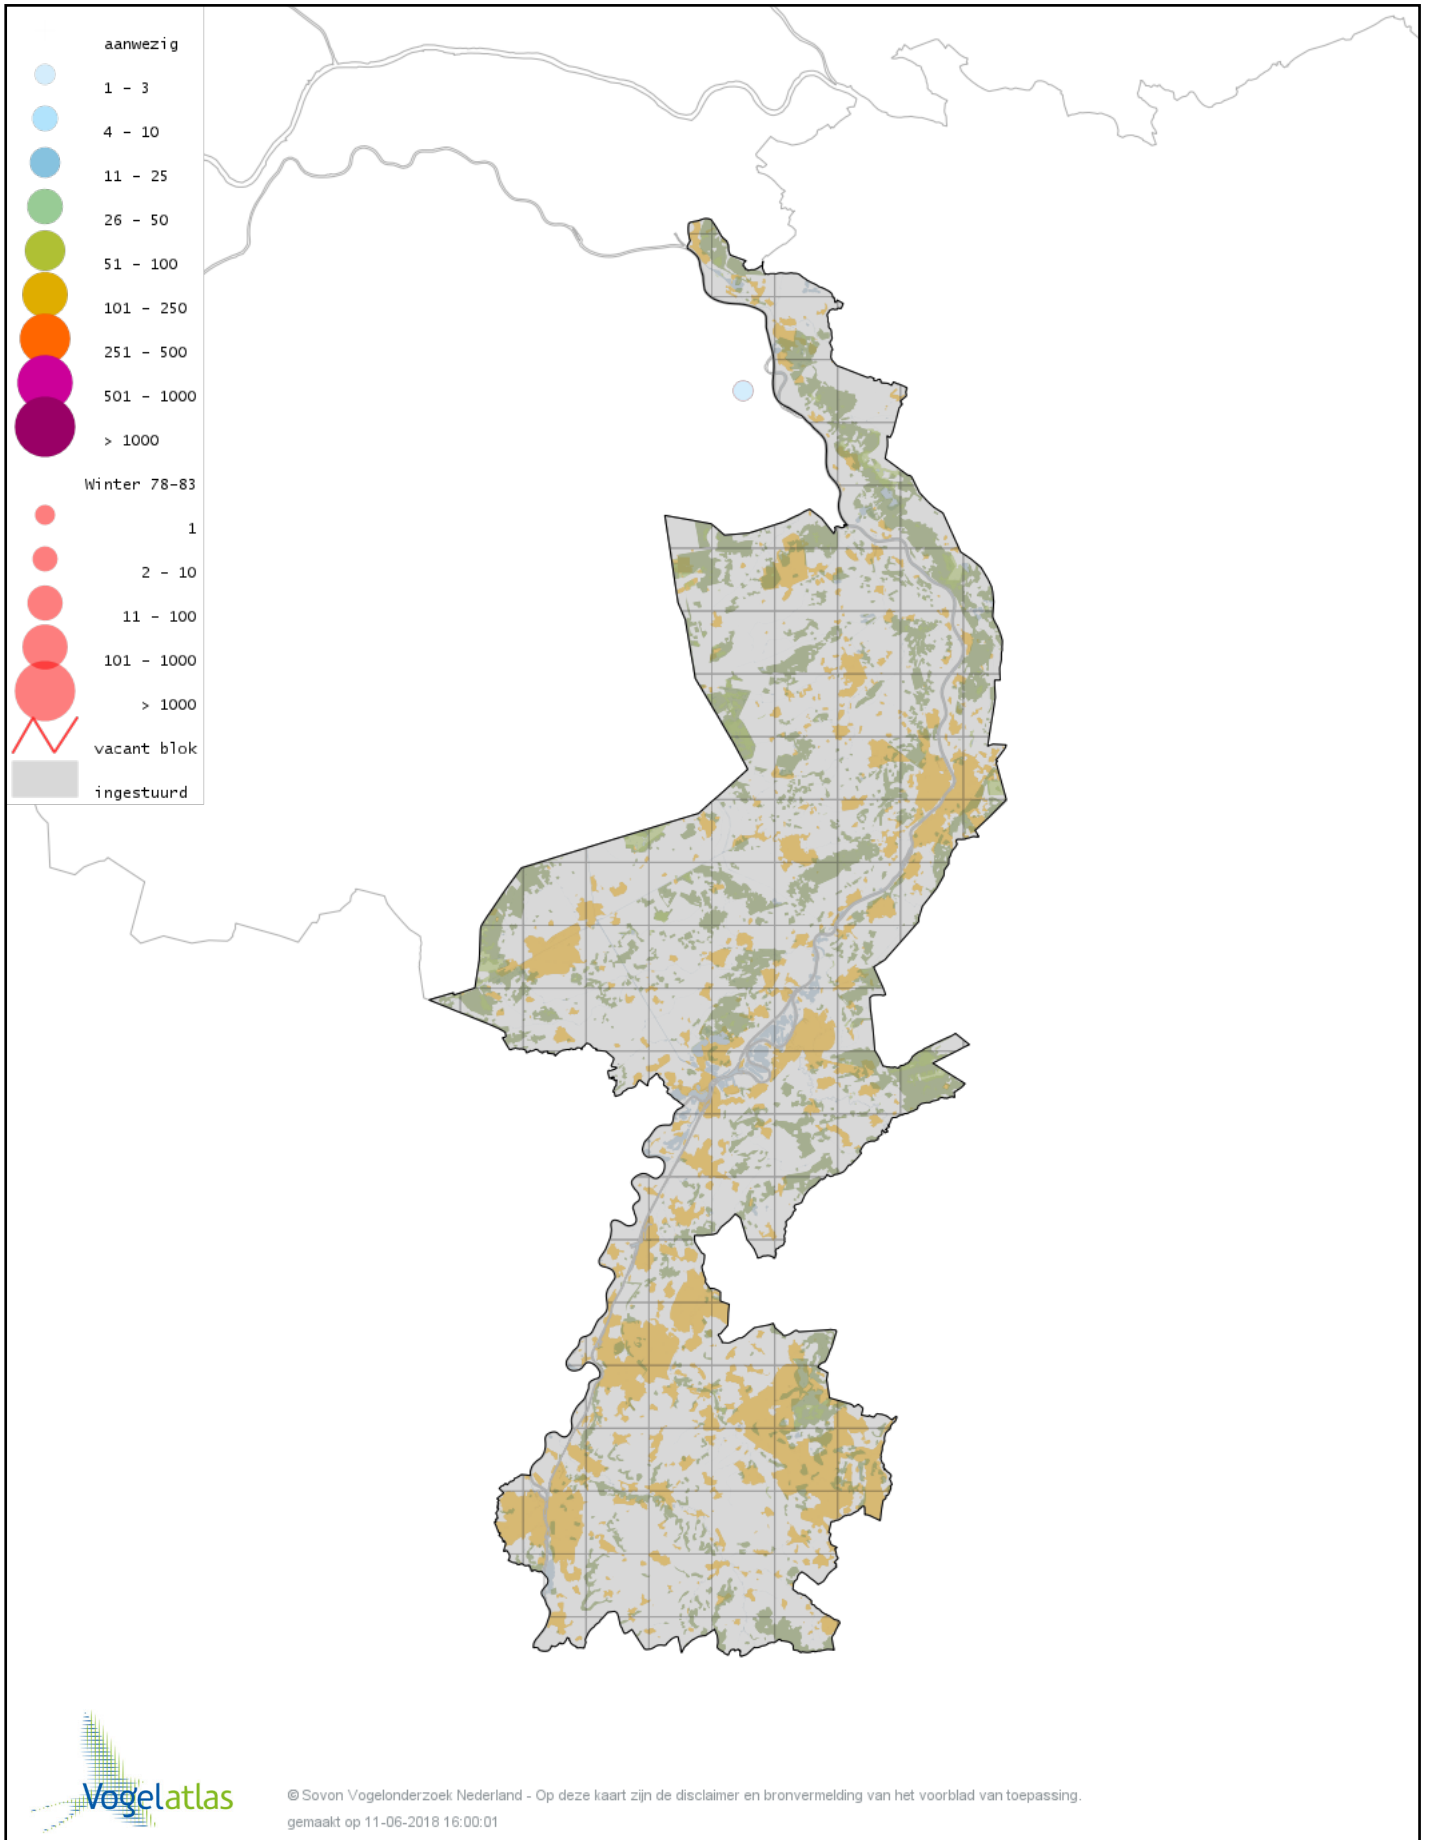 aanwezig
1 - 3
4 - 10
11 - 25
26 - 50
51 - 100
101 - 250
251 - 500
501 - 1000
> 1000
Winter 78-83
1
2 - 10
11 - 100
101 - 1000
> 1000
vacant blok
ingestuurd
Vogelatlas
© Sovon Vogelonderzoek Nederland - Op deze kaart zijn de disclaimer en bronvermelding van het voorblad van toepassing.
gemaakt op 11-06-2018 16:00:01